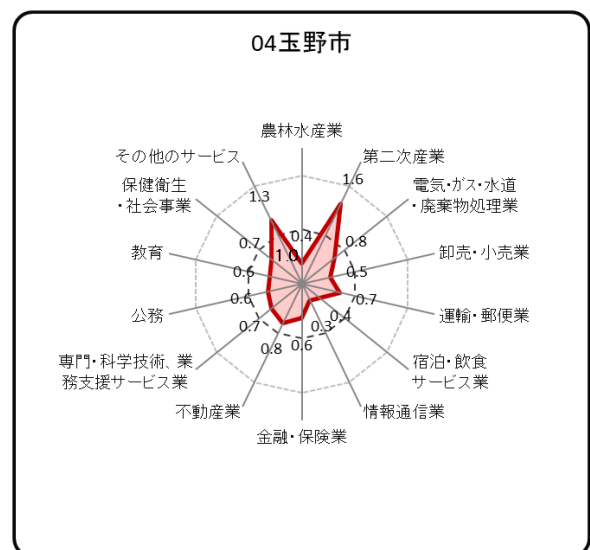 04玉野市
農林水産業
その他のサービス
第二次産業
1.6
保健衛生
・社会事業
電気・ガス・水道
・廃棄物処理業
1.3
0.4
0.7
0.8
1.0
教育
卸売・小売業
0.6
0.5
0.6
0.7
公務
運輸・郵便業
0.7
0.4
0.3
0.8
0.6
専門・科学技術、業
務支援サービス業
宿泊・飲食
サービス業
不動産業
情報通信業
金融・保険業